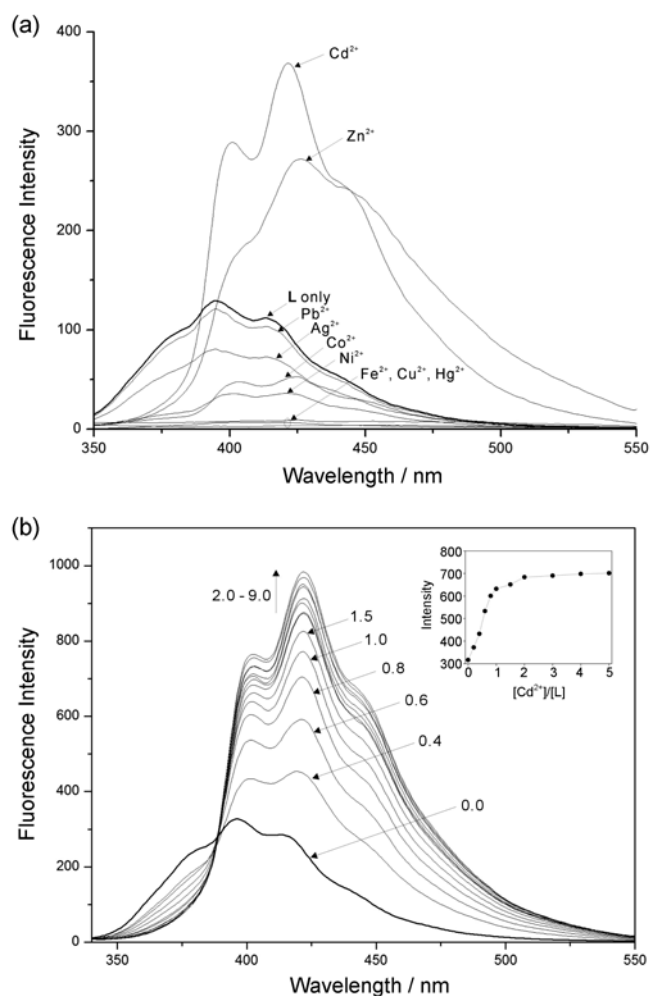 (a)
400
300
200
100
0
Fluorescence Intensity
Cd²⁺
Zn²⁺
L only
Pb²⁺
Ag²⁺
Co²⁺
Ni²⁺
Fe²⁺, Cu²⁺, Hg²⁺
350 400 450 500 550
Wavelength / nm
(b)
1000
800
600
400
200
0
Fluorescence Intensity
2.0 - 9.0
1.5
1.0
0.8
0.6
0.4
0.0
800
700
600
500
400
300
Intensity
0 1 2 3 4 5
[Cd²⁺]/[L]
350 400 450 500 550
Wavelength / nm